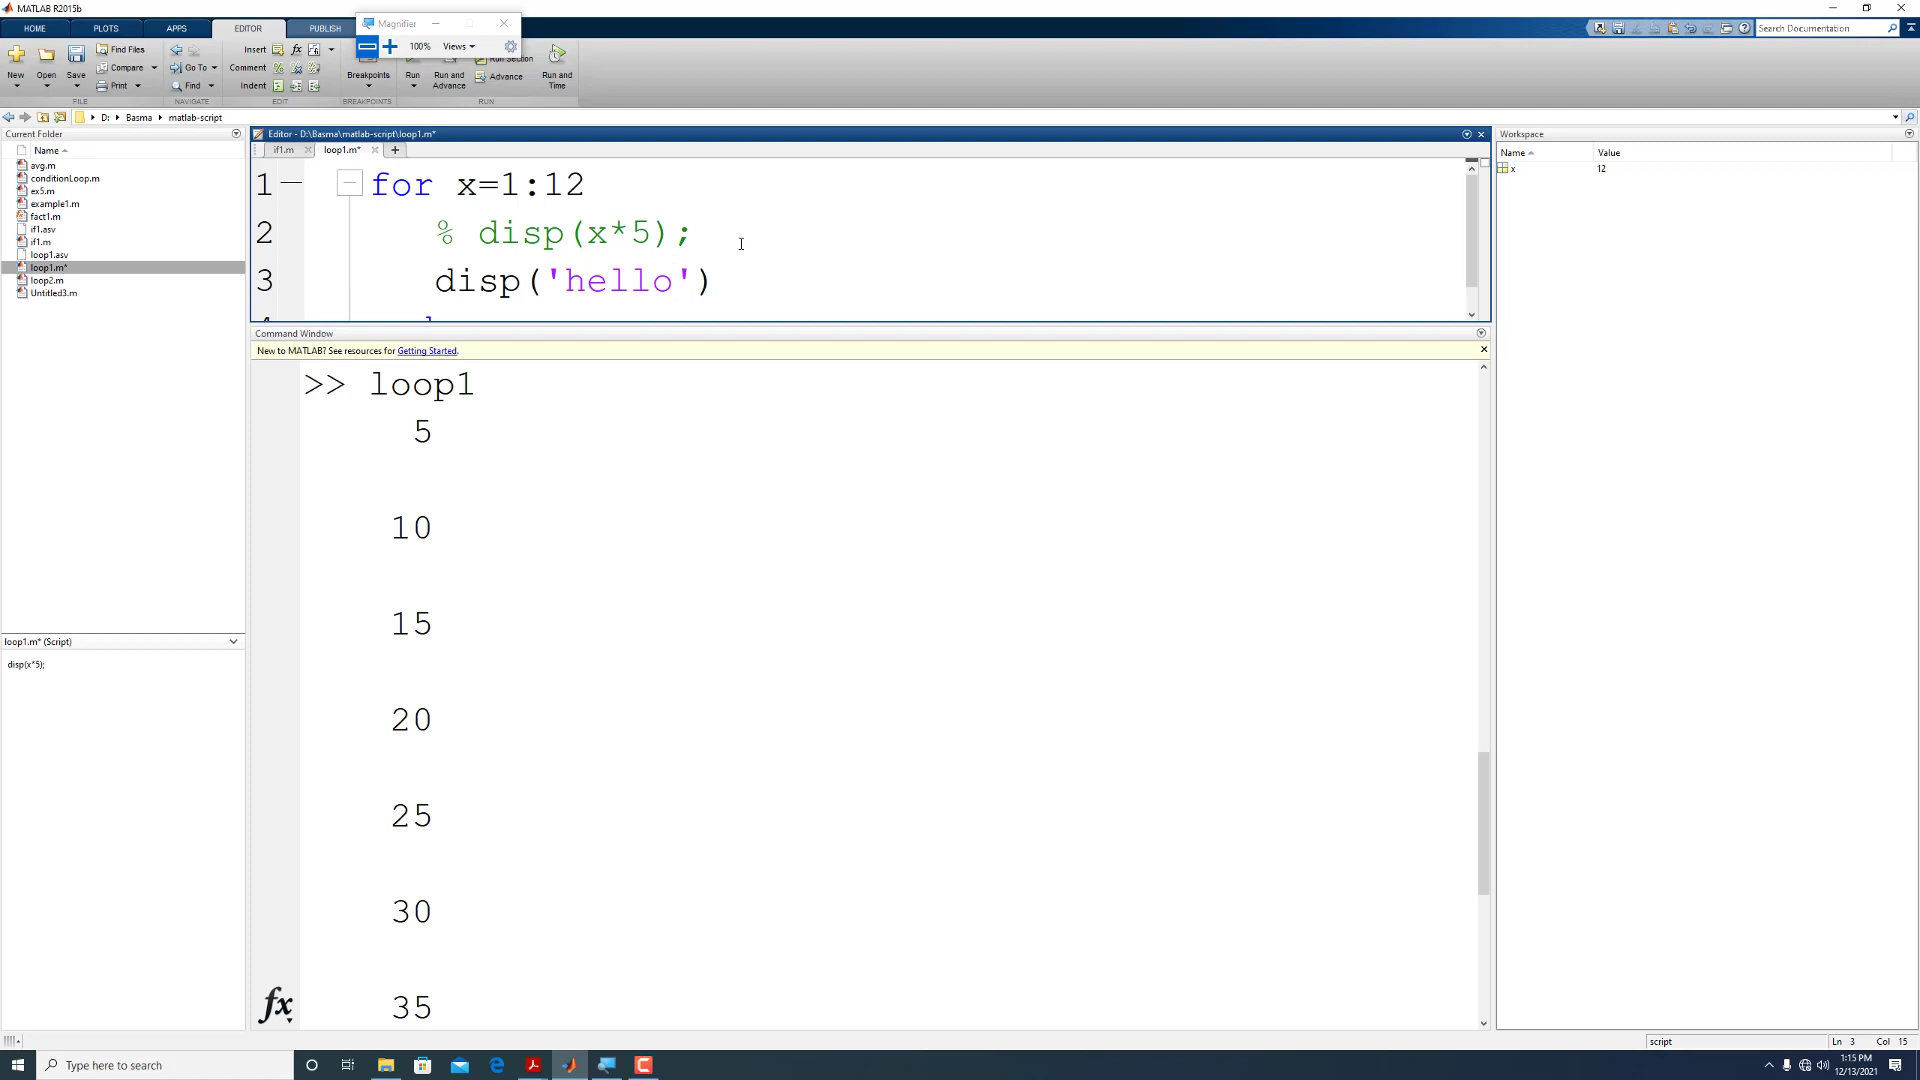 MATLAB R2015b
Magnifier
HOME PLOTS APPS EDITOR PUBLISH
Search Documentation
100% Views
Find Files
Insert fx
Compare
Go To
Comment
Print
Find
Indent
New Open Save
Breakpoints
Run
Run and Advance
Run Section
Advance
Run and Time
FILE NAVIGATE EDIT BREAKPOINTS RUN
D: Basma matlab-script
Current Folder
Name
avg.m
conditionLoop.m
ex5.m
example1.m
fact1.m
if1.asv
if1.m
loop1.asv
loop1.m*
loop2.m
Untitled3.m
loop1.m* (Script)
disp(x*5);
Editor - D:\Basma\matlab-script\loop1.m*
if1.m loop1.m*
1 for x=1:12
2 % disp(x*5);
3 disp('hello')
Command Window
New to MATLAB? See resources for Getting Started.
>> loop1
5
10
15
20
25
30
35
fx
Workspace
Name Value
x 12
script Ln 3 Col 15
Type here to search
1:15 PM
12/13/2021